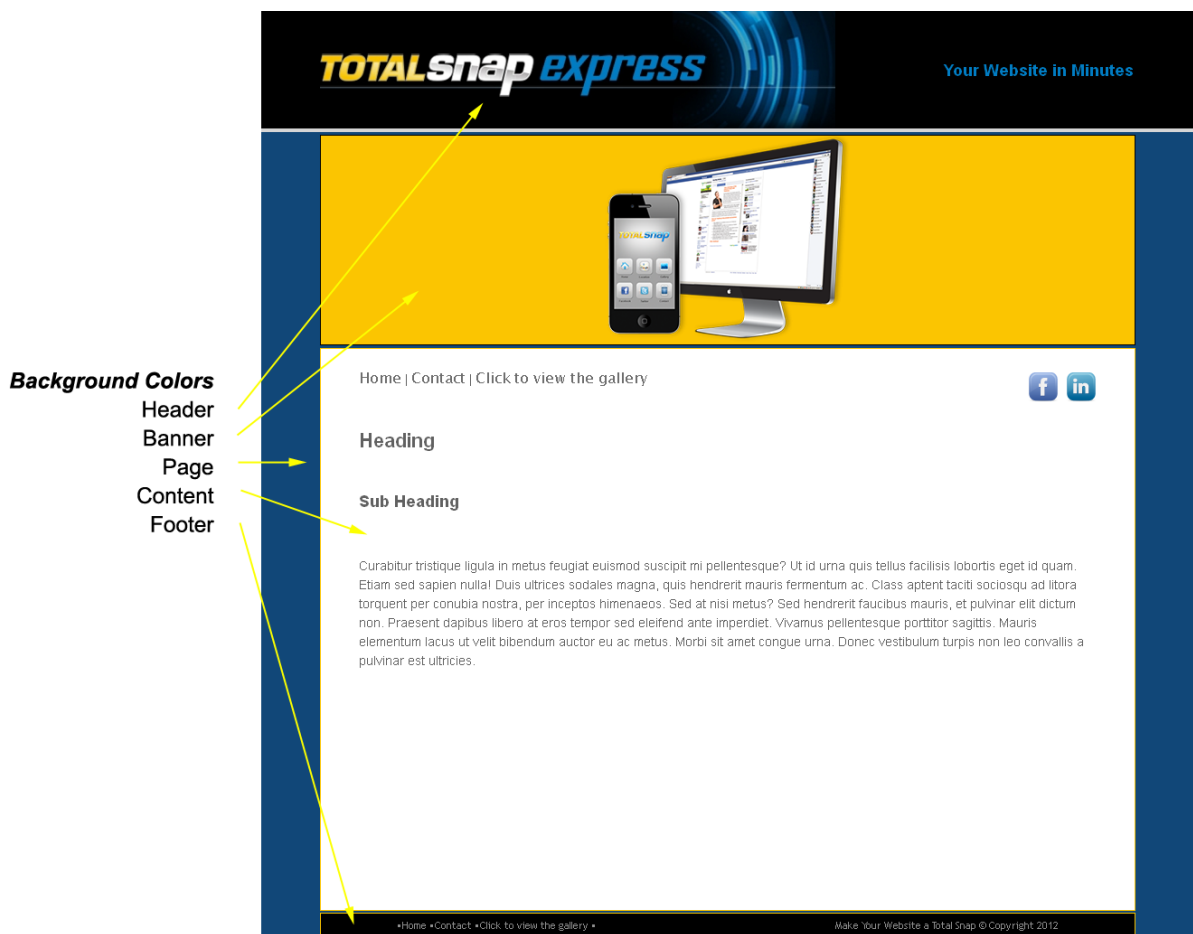 TOTALsnap express
Your Website in Minutes
TOTALsnap
Background Colors
Header
Banner
Page
Content
Footer
Home | Contact | Click to view the gallery
f in
Heading
Sub Heading
Curabitur tristique ligula in metus feugiat euismod suscipit mi pellentesque? Ut id urna quis tellus facilisis lobortis eget id quam.
Etiam sed sapien nulla! Duis ultrices sodales magna, quis hendrerit mauris fermentum ac. Class aptent taciti sociosqu ad litora
torquent per conubia nostra, per inceptos himenaeos. Sed at nisi metus? Sed hendrerit faucibus mauris, et pulvinar elit dictum
non. Praesent dapibus libero at eros tempor sed eleifend ante imperdiet. Vivamus pellentesque porttitor sagittis. Mauris
elementum lacus ut velit bibendum auctor eu ac metus. Morbi sit amet congue urna. Donec vestibulum turpis non leo convallis a
pulvinar est ultricies.
•Home •Contact •Click to view the gallery •
Make Your Website a Total Snap © Copyright 2012